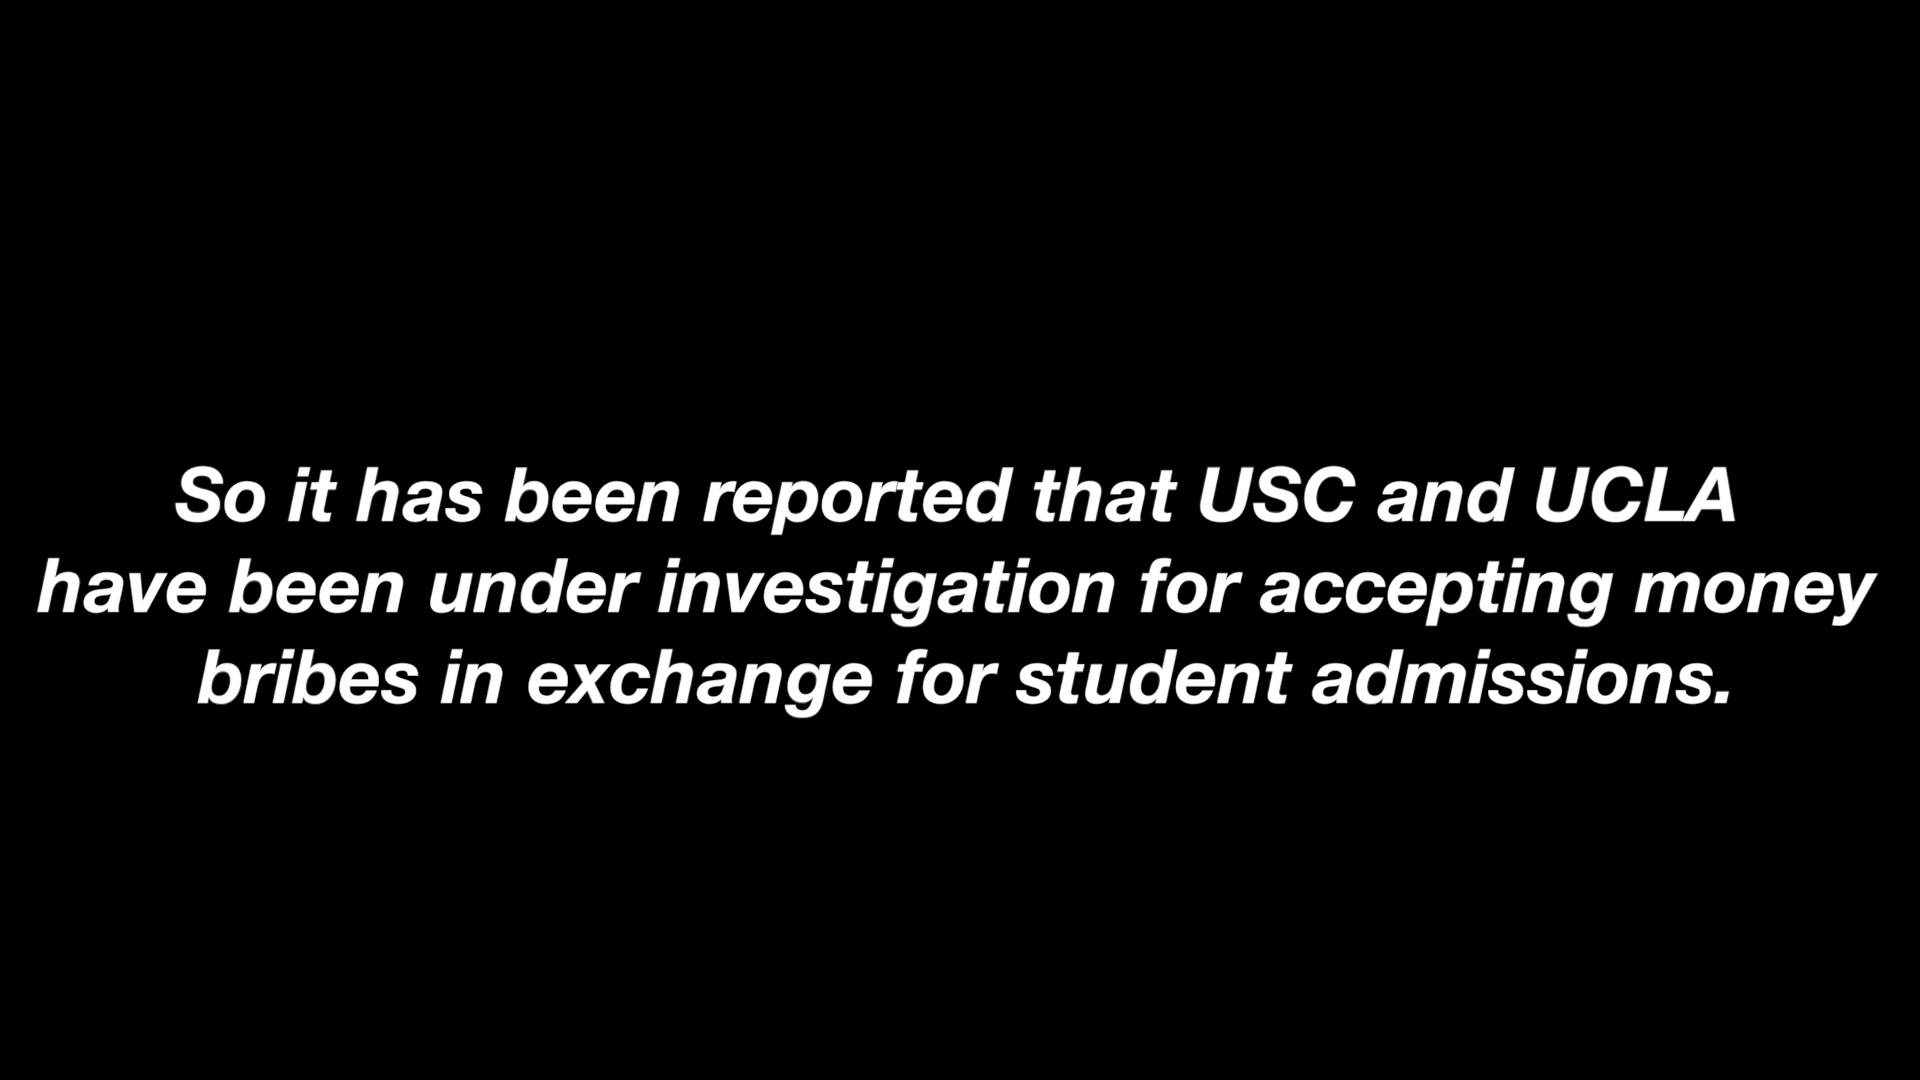 So it has been reported that USC and UCLA
have been under investigation for accepting money
bribes in exchange for student admissions.